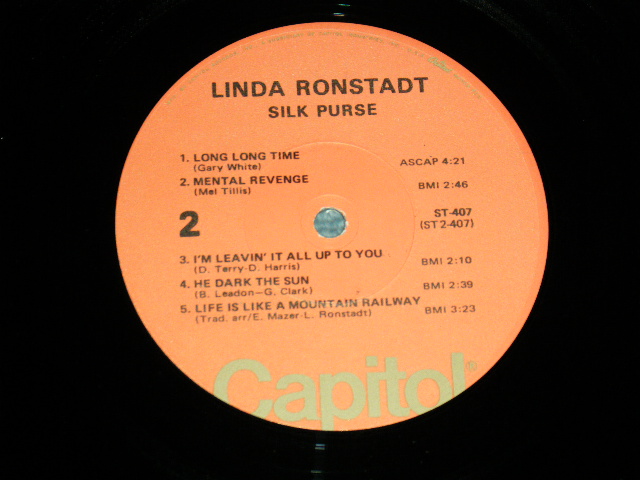 LINDA RONSTADT
SILK PURSE
1. LONG LONG TIME ASCAP 4:21
(Gary White)
2. MENTAL REVENGE BMI 2:46
(Mel Tillis)
2 ST-407
(ST2-407)
3. I'M LEAVIN' IT ALL UP TO YOU BMI 2:10
(D. Terry-D. Harris)
4. HE DARK THE SUN BMI 2:39
(B. Leadon-G. Clark)
5. LIFE IS LIKE A MOUNTAIN RAILWAY BMI 3:23
(Trad. arr/E. Mazer-L. Ronstadt)
Capitol®